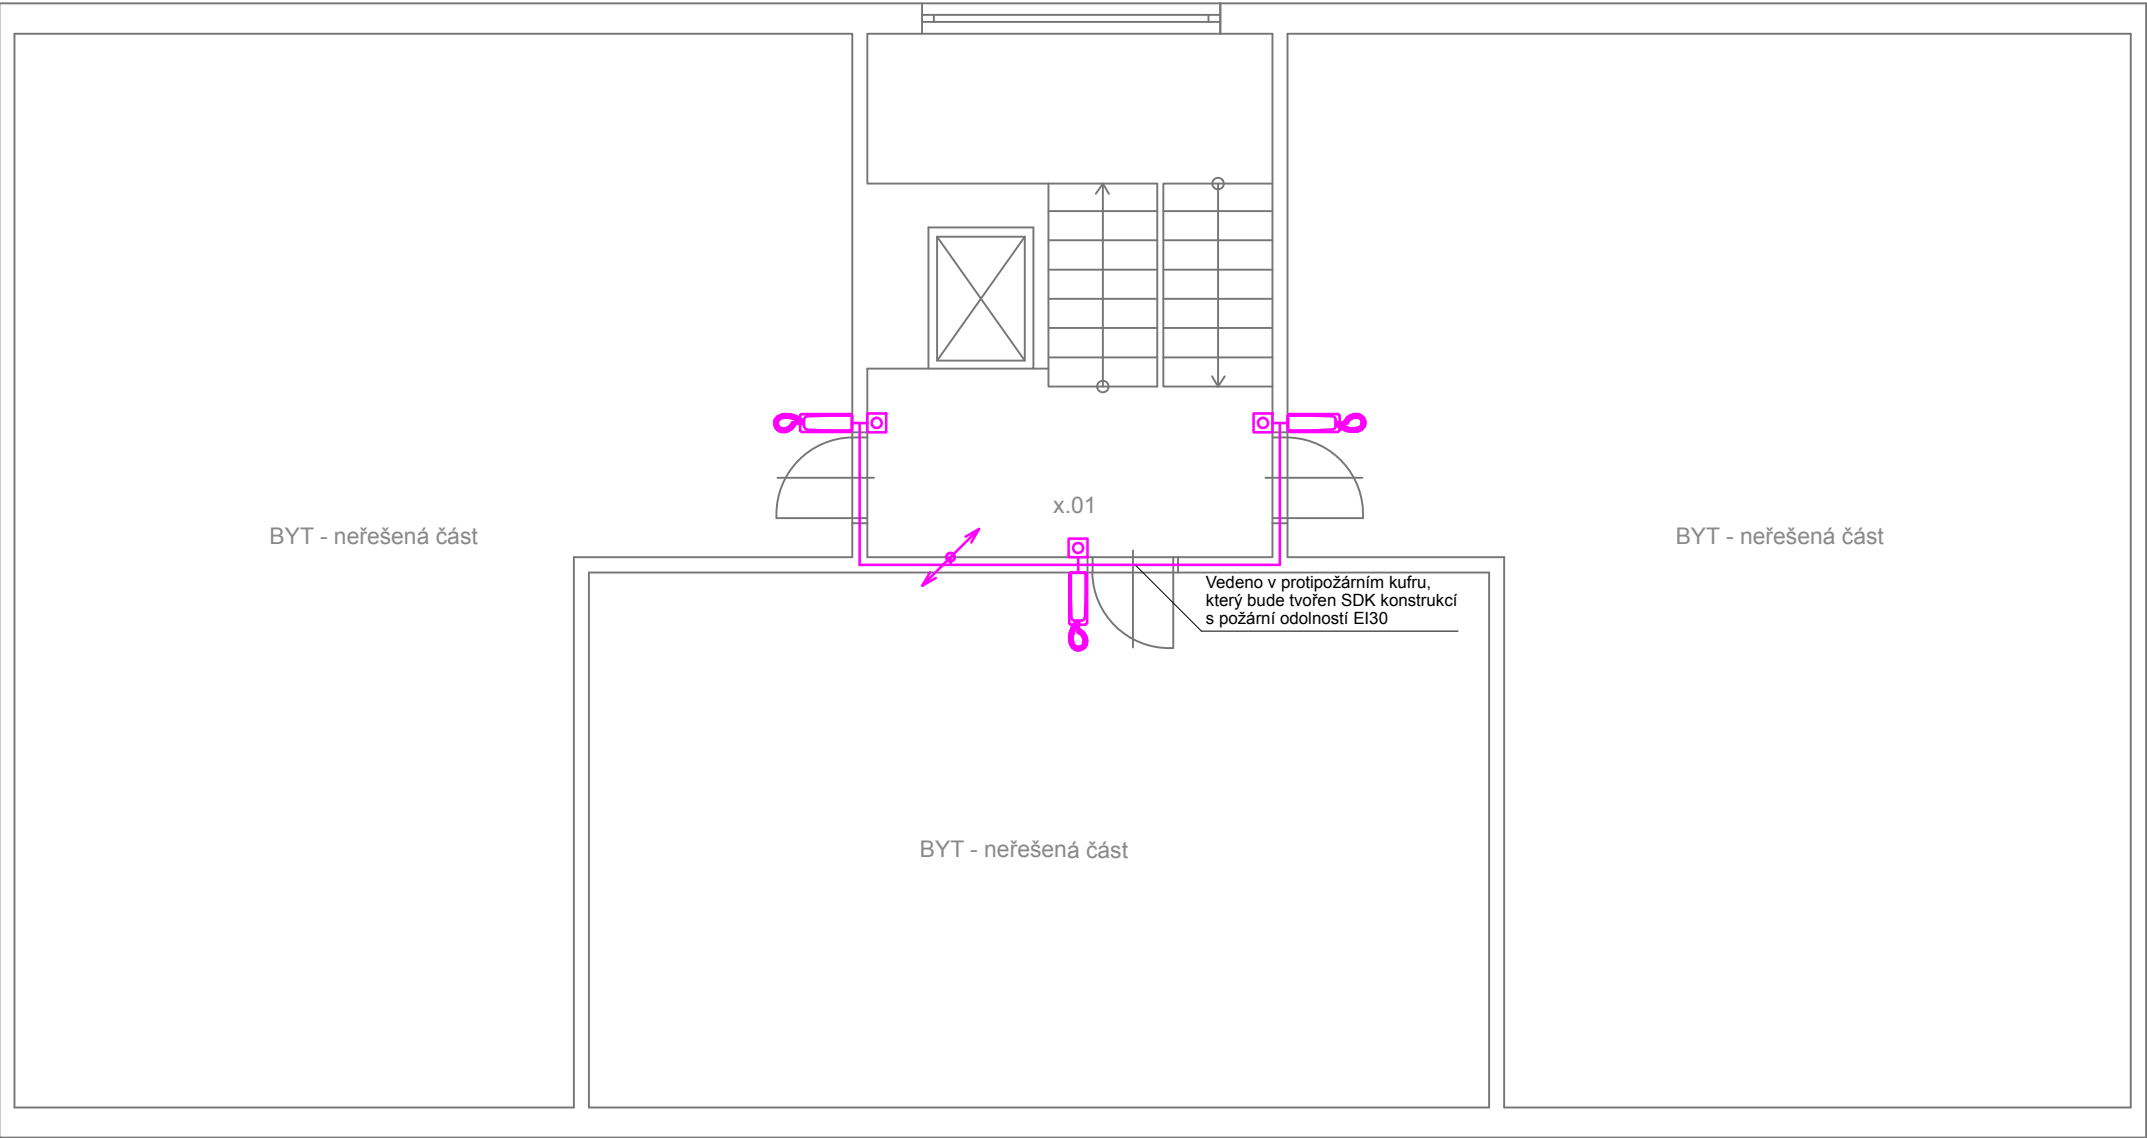 x.01
BYT - neřešená část
BYT - neřešená část
Vedeno v protipožárním kufru,
který bude tvořen SDK konstrukcí
s požární odolností EI30
BYT - neřešená část